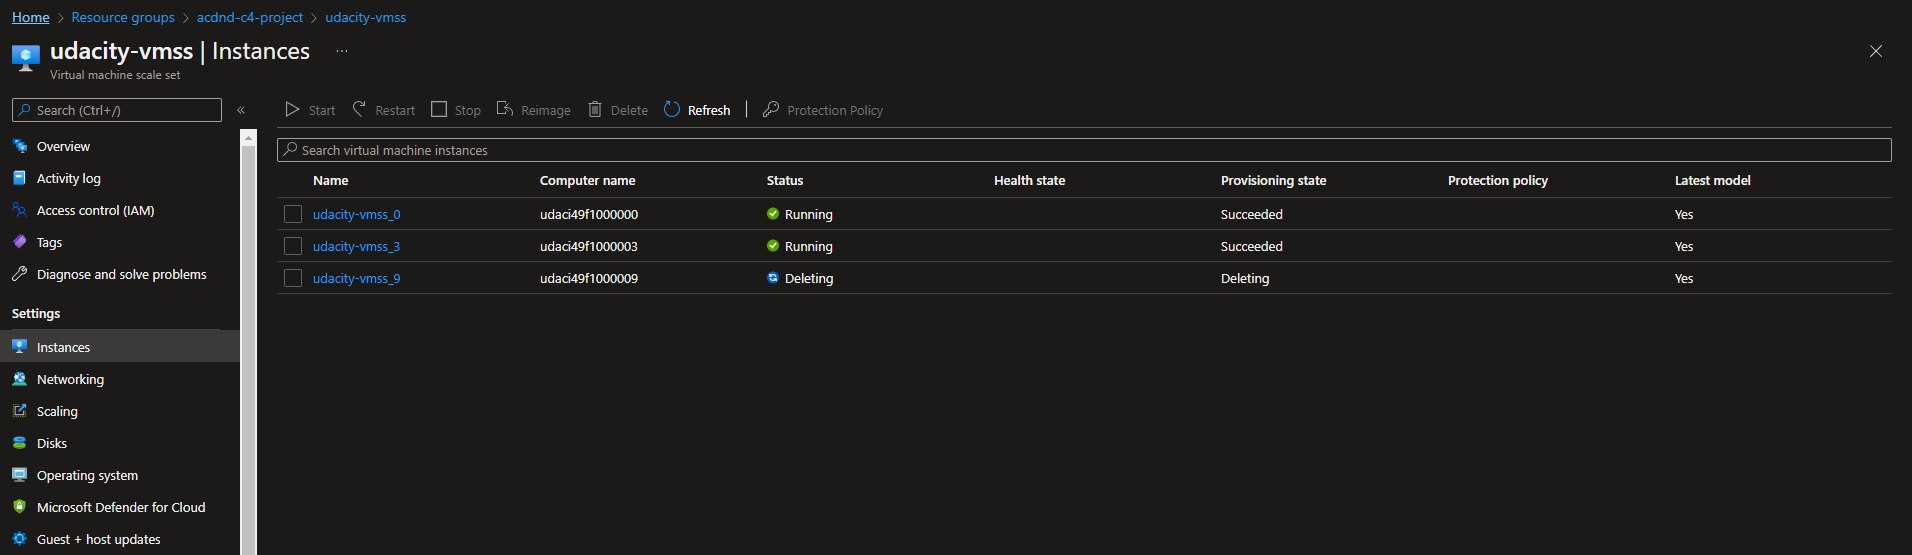 Home > Resource groups > acdnd-c4-project > udacity-vmss
udacity-vmss | Instances ...
Virtual machine scale set
Search (Ctrl+/) «
Start Restart Stop Reimage Delete Refresh | Protection Policy
Search virtual machine instances
Name Computer name Status Health state Provisioning state Protection policy Latest model
udacity-vmss_0 udaci49f1000000 Running Succeeded Yes
udacity-vmss_3 udaci49f1000003 Running Succeeded Yes
udacity-vmss_9 udaci49f1000009 Deleting Deleting Yes
Overview
Activity log
Access control (IAM)
Tags
Diagnose and solve problems
Settings
Instances
Networking
Scaling
Disks
Operating system
Microsoft Defender for Cloud
Guest + host updates